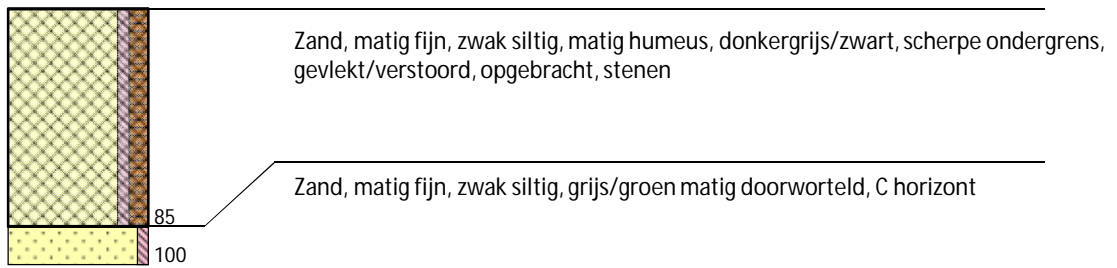 Zand, matig fijn, zwak siltig, matig humeus, donkergrijs/zwart, scherpe ondergrens,
gevlekt/verstoord, opgebracht, stenen
Zand, matig fijn, zwak siltig, grijs/groen matig doorworteld, C horizont
85
100